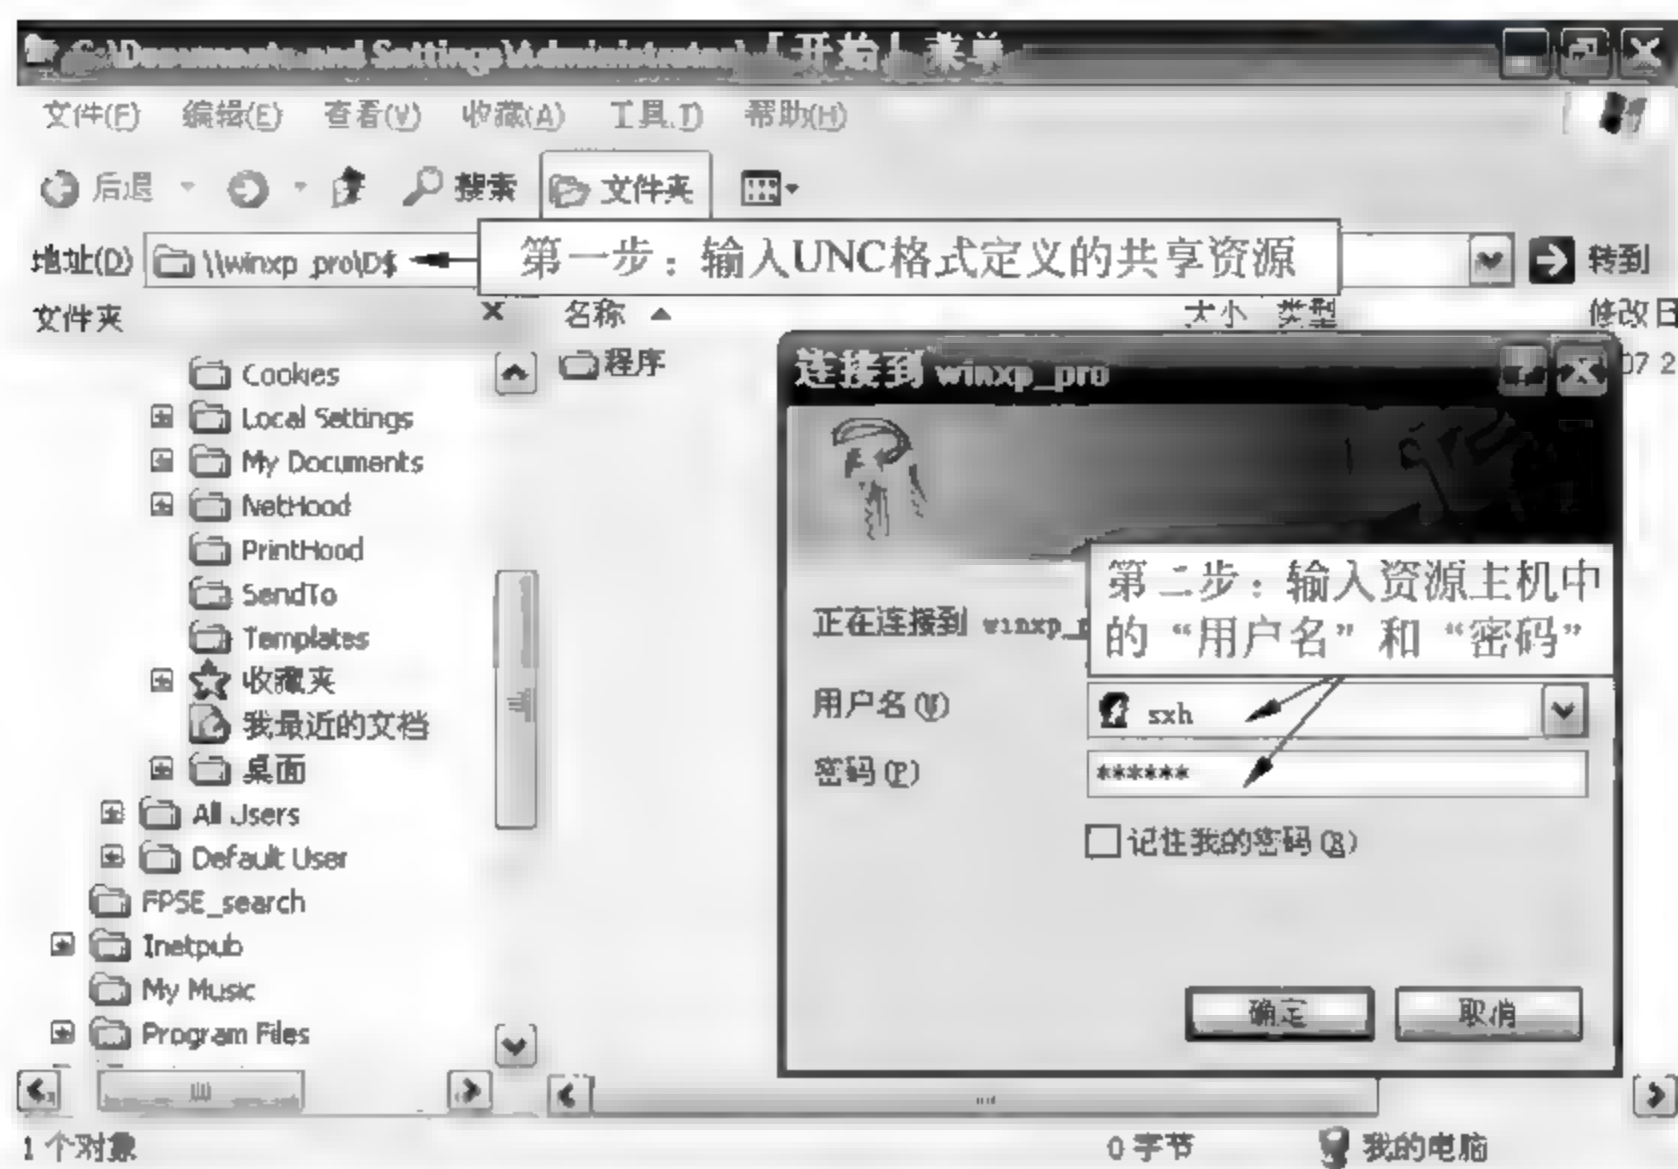 C:\Documents and Settings\Administrator\「开始」菜单
文件(F) 编辑(E) 查看(V) 收藏(A) 工具(T) 帮助(H)
后退 搜索 文件夹
地址(D) \\winxp_pro\D$ 第一步：输入UNC格式定义的共享资源 转到
文件夹 × 名称 大小 类型 修改日
程序 07 2
Cookies
Local Settings
My Documents
NetHood
PrintHood
SendTo
Templates
收藏夹
我最近的文档
桌面
All Users
Default User
FPSE_search
Inetpub
My Music
Program Files
连接到 winxp_pro
第二步：输入资源主机中
的“用户名”和“密码”
正在连接到 winxp_p
用户名(U) sxh
密码(P) ******
记住我的密码(R)
确定 取消
1 个对象 0 字节 我的电脑